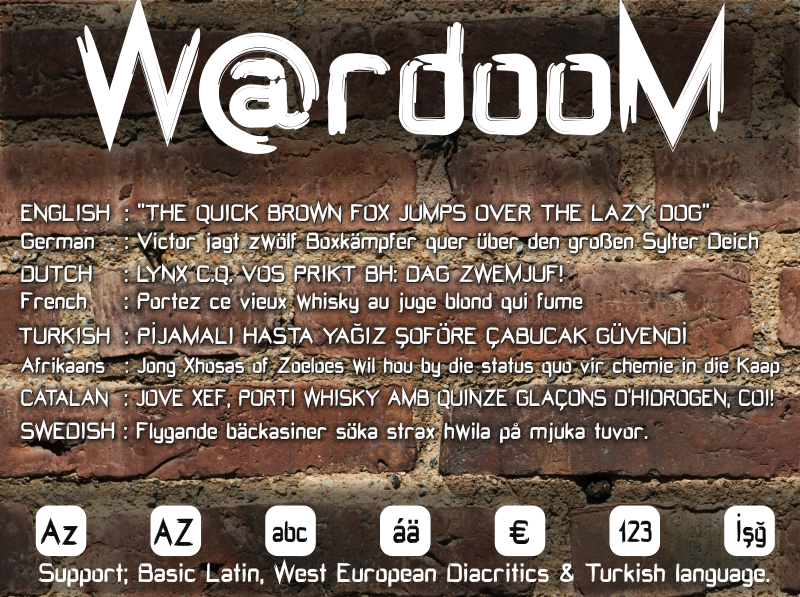 W@rdooM
ENGLISH : "THE QUICK BROWN FOX JUMPS OVER THE LAZY DOG"
German : Victor jagt zwölf Boxkämpfer quer über den großen Sylter Deich
DUTCH : LYNX C.Q. VOS PRIKT BH: DAG ZWEMJUF!
French : Portez ce vieux whisky au juge blond qui fume
TURKISH : PİJAMALI HASTA YAĞIZ ŞOFÖRE ÇABUCAK GÜVENDİ
Afrikaans : Jong Xhosas of Zoeloes wil hou by die status quo vir chemie in die Kaap
CATALAN : JOVE XEF, PORTI WHISKY AMB QUINZE GLAÇONS D'HIDROGEN, COI!
SWEDISH : Flygande bäckasiner söka strax hwila på mjuka tuvor.
Az AZ abc áä € 123 İşğ
Support; Basic Latin, West European Diacritics & Turkish language.